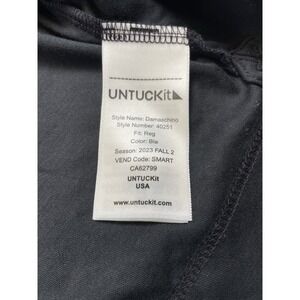 UNTUCKit
Style Name: Damaschino
Style Number: 40251
Fit: Reg
Color: Bla
Season: 2023 FALL 2
VEND Code: SMART
CA62799
UNTUCKit
USA
www.untuckit.com